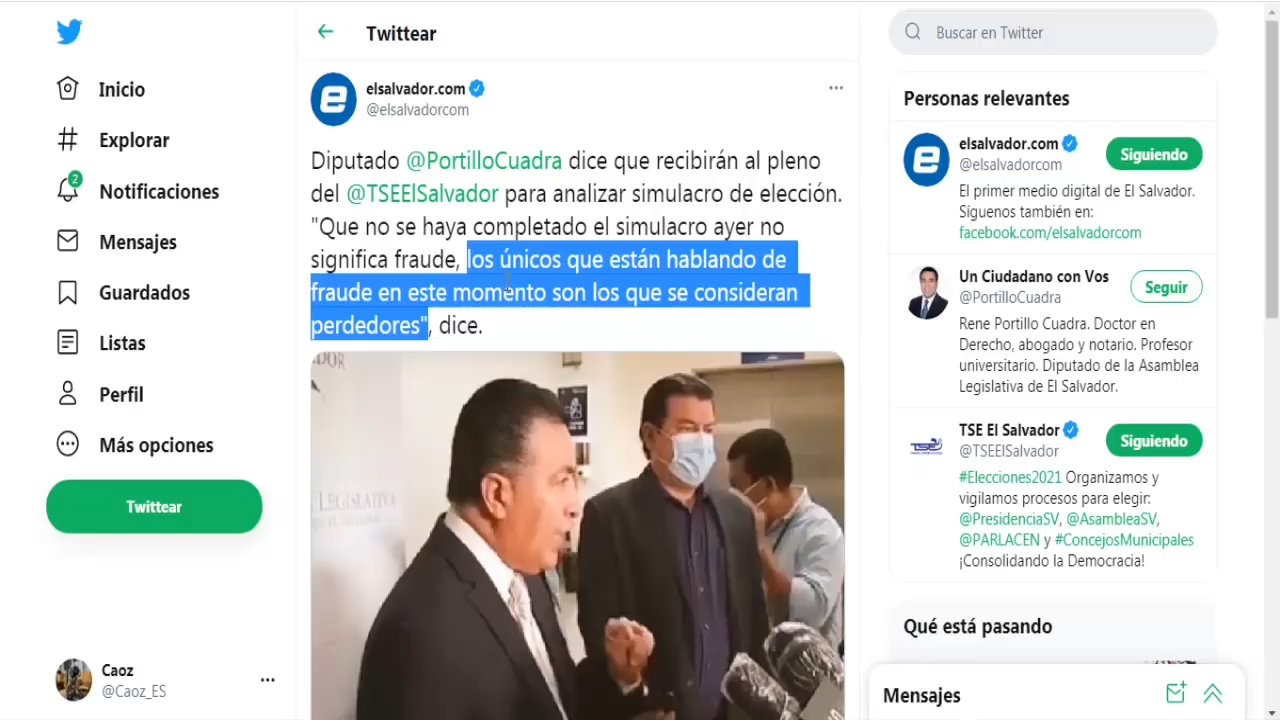 Inicio
Explorar
2
Notificaciones
Mensajes
Guardados
Listas
Perfil
Más opciones
Twittear
Caoz
@Caoz_ES
Twittear
elsalvador.com
@elsalvadorcom
Diputado @PortilloCuadra dice que recibirán al pleno
del @TSEElSalvador para analizar simulacro de elección.
"Que no se haya completado el simulacro ayer no
significa fraude, los únicos que están hablando de
fraude en este momento son los que se consideran
perdedores", dice.
LEGISLATIVA
Buscar en Twitter
Personas relevantes
elsalvador.com
@elsalvadorcom
Siguiendo
El primer medio digital de El Salvador.
Síguenos también en:
facebook.com/elsalvadorcom
Un Ciudadano con Vos
@PortilloCuadra
Seguir
Rene Portillo Cuadra. Doctor en
Derecho, abogado y notario. Profesor
universitario. Diputado de la Asamblea
Legislativa de El Salvador.
TSE El Salvador
@TSEElSalvador
Siguiendo
#Elecciones2021 Organizamos y
vigilamos procesos para elegir:
@PresidenciaSV, @AsambleaSV,
@PARLACEN y #ConcejosMunicipales
¡Consolidando la Democracia!
Qué está pasando
Mensajes